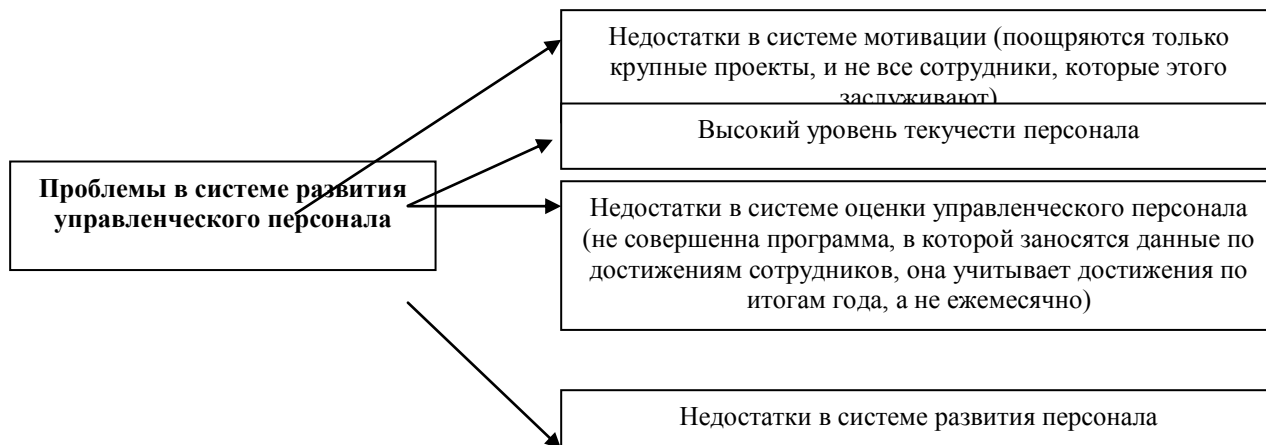 Недостатки в системе мотивации (поощряются только
крупные проекты, и не все сотрудники, которые этого
заслуживают)
Высокий уровень текучести персонала
Проблемы в системе развития
управленческого персонала
Недостатки в системе оценки управленческого персонала
(не совершенна программа, в которой заносятся данные по
достижениям сотрудников, она учитывает достижения по
итогам года, а не ежемесячно)
Недостатки в системе развития персонала